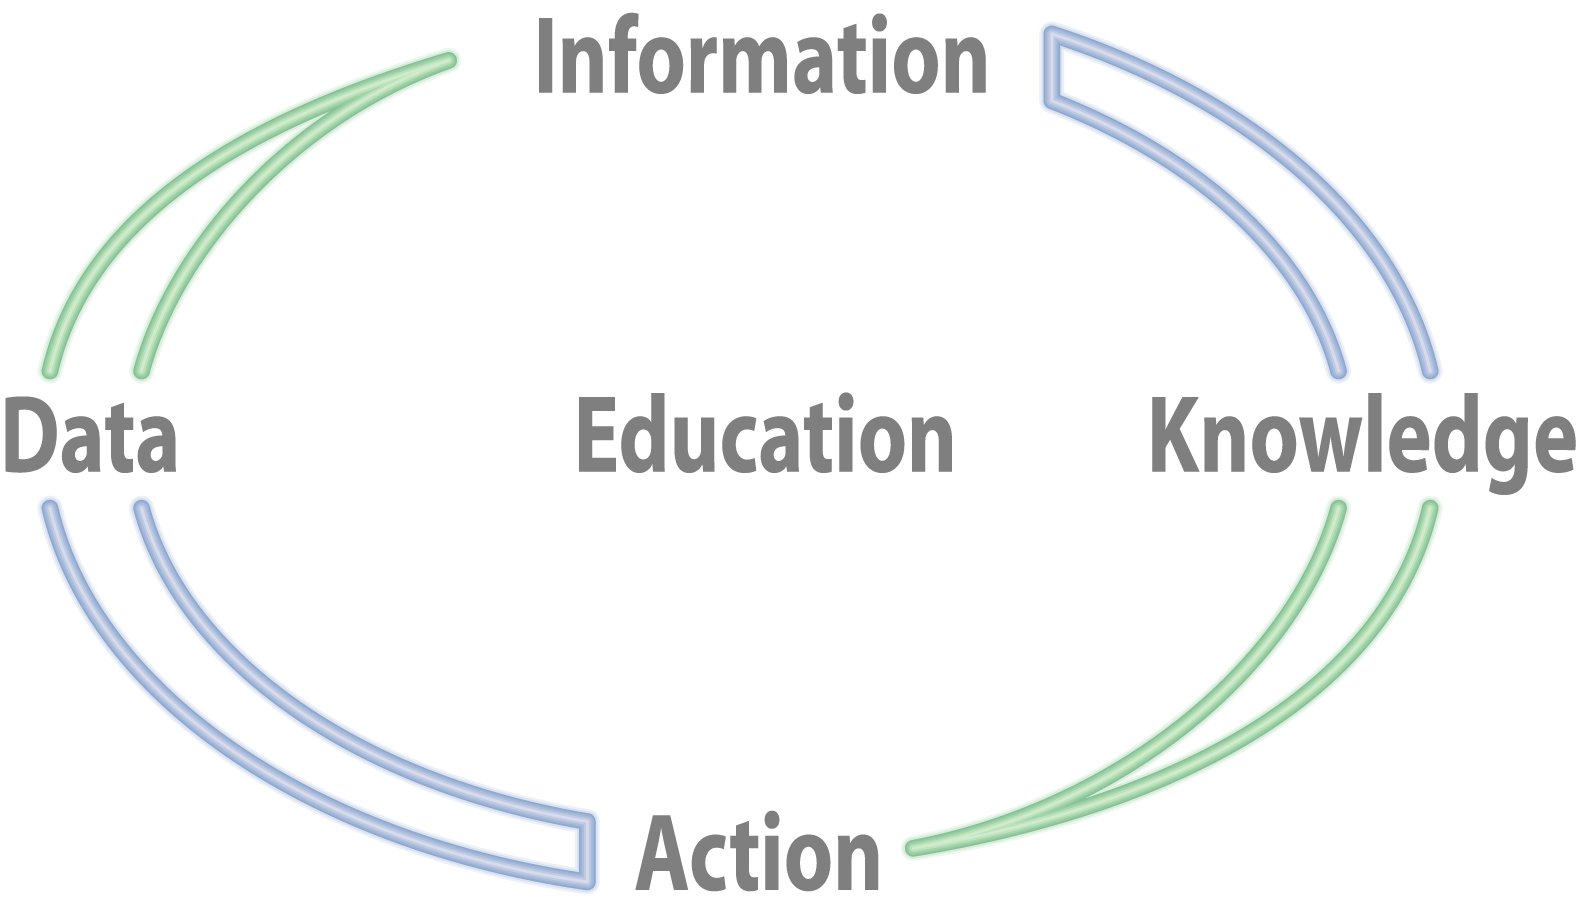 Information
Data
Education
Knowledge
Action